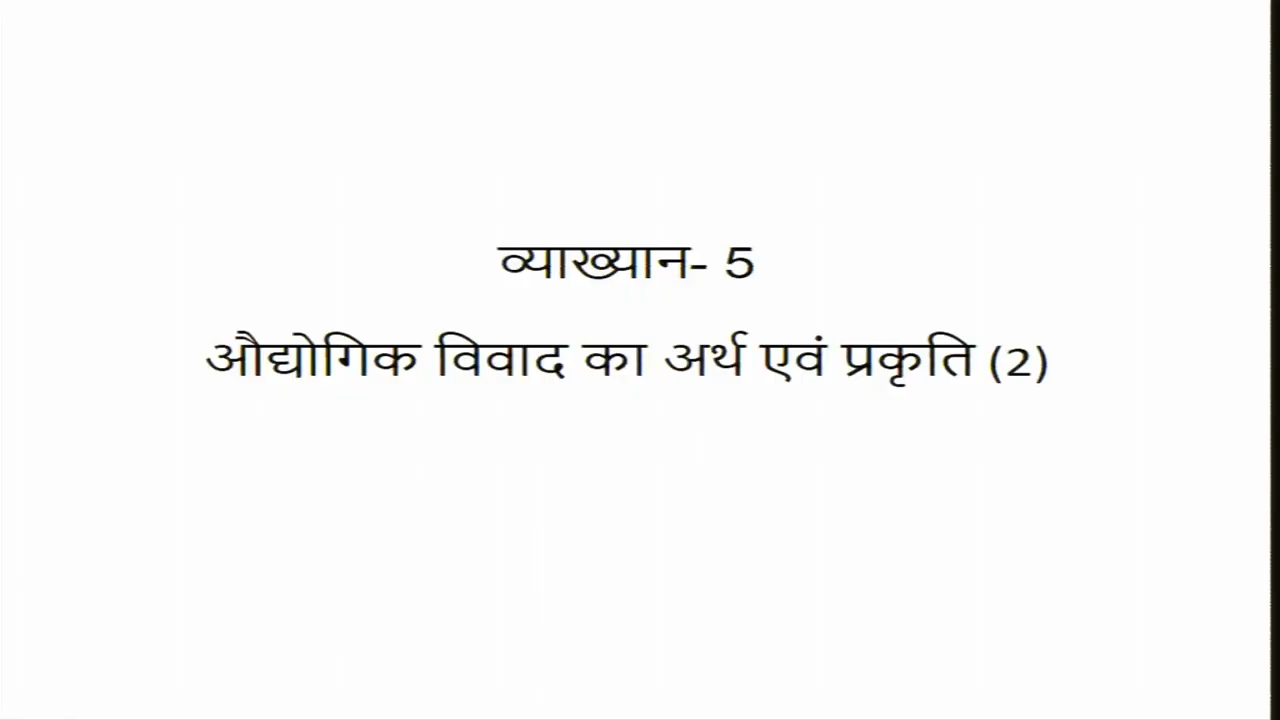 व्याख्यान- 5
औद्योगिक विवाद का अर्थ एवं प्रकृति (2)